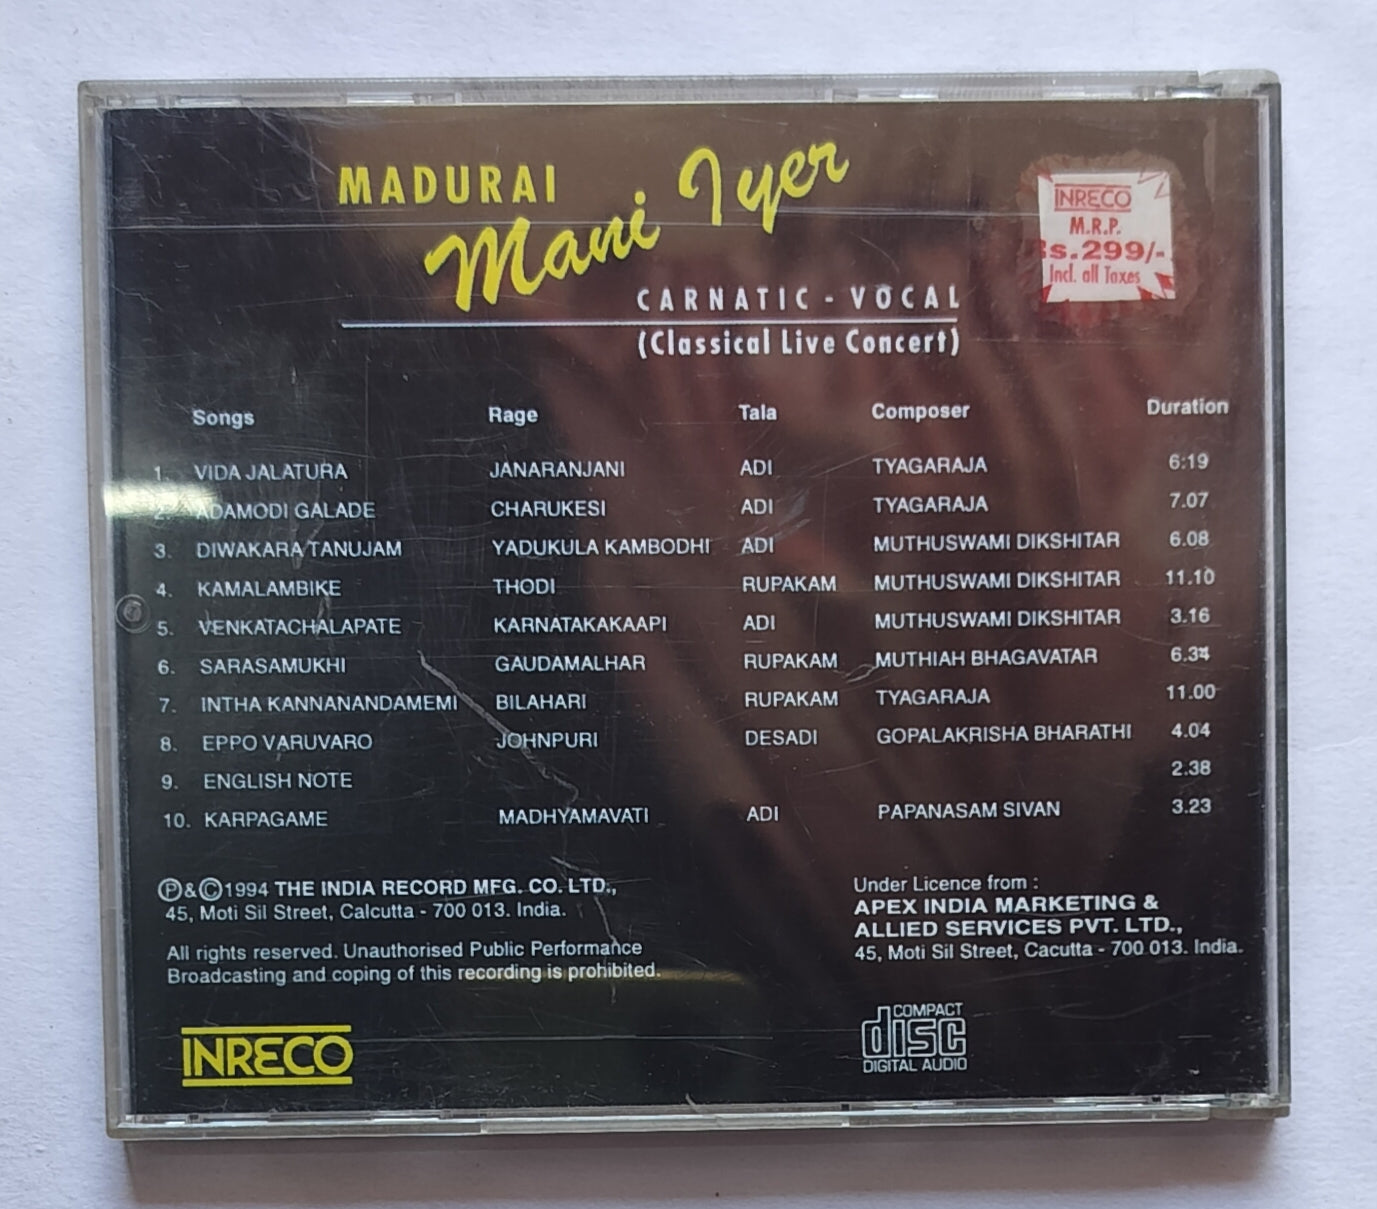 MADURAI
Mani Iyer
CARNATIC - VOCAL
(Classical Live Concert)
INRECO
M.R.P.
Rs.299/-
Incl. all Taxes
Songs Rage Tala Composer Duration
1. VIDA JALATURA JANARANJANI ADI TYAGARAJA 6:19
2. ADAMODI GALADE CHARUKESI ADI TYAGARAJA 7.07
3. DIWAKARA TANUJAM YADUKULA KAMBODHI ADI MUTHUSWAMI DIKSHITAR 6.08
4. KAMALAMBIKE THODI RUPAKAM MUTHUSWAMI DIKSHITAR 11.10
5. VENKATACHALAPATE KARNATAKAKAAPI ADI MUTHUSWAMI DIKSHITAR 3.16
6. SARASAMUKHI GAUDAMALHAR RUPAKAM MUTHIAH BHAGAVATAR 6.34
7. INTHA KANNANANDAMEMI BILAHARI RUPAKAM TYAGARAJA 11.00
8. EPPO VARUVARO JOHNPURI DESADI GOPALAKRISHA BHARATHI 4.04
9. ENGLISH NOTE 2.38
10. KARPAGAME MADHYAMAVATI ADI PAPANASAM SIVAN 3.23
Ⓟ&Ⓒ1994 THE INDIA RECORD MFG. CO. LTD.,
45, Moti Sil Street, Calcutta - 700 013. India.
All rights reserved. Unauthorised Public Performance
Broadcasting and coping of this recording is prohibited.
Under Licence from :
APEX INDIA MARKETING &
ALLIED SERVICES PVT. LTD.,
45, Moti Sil Street, Cacutta - 700 013. India.
INRECO
COMPACT
disc
DIGITAL AUDIO